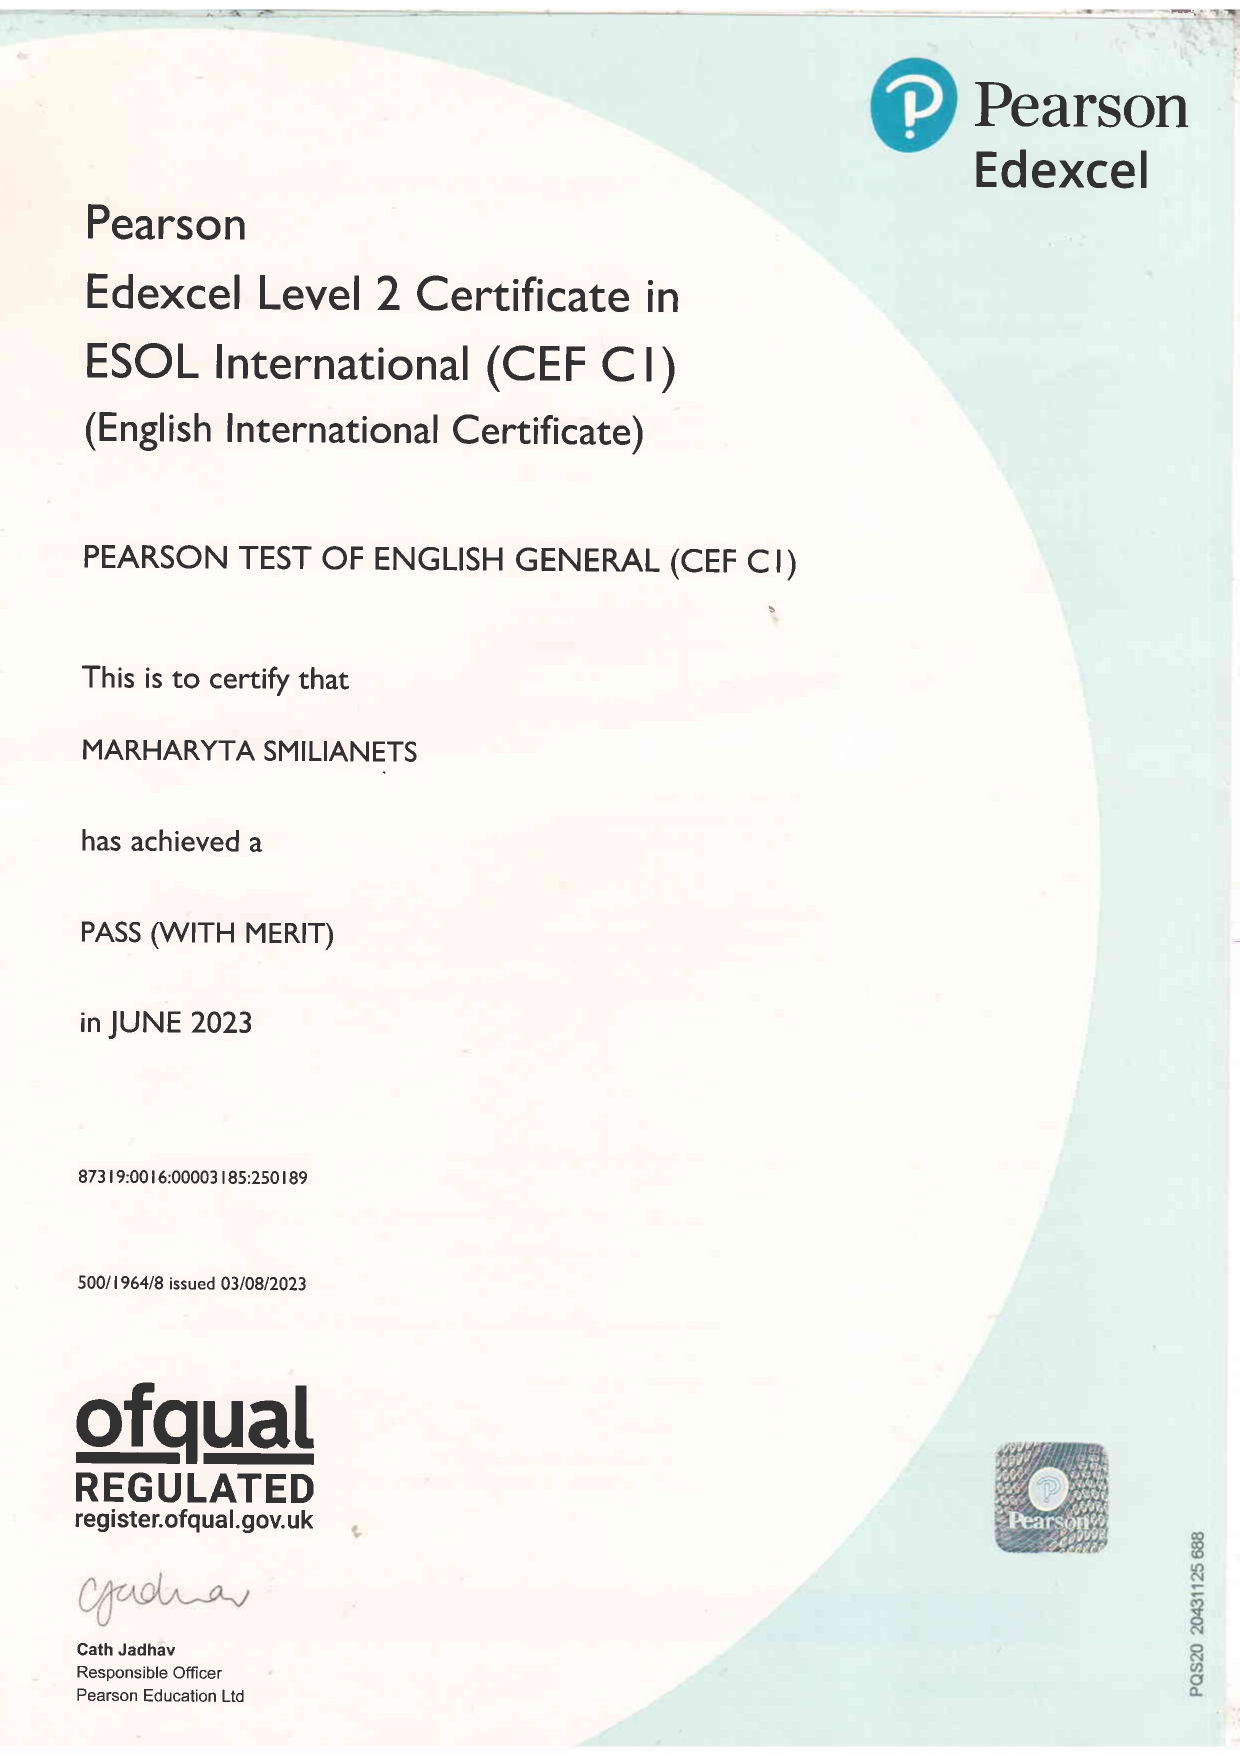 Pearson
Edexcel
Pearson
Edexcel Level 2 Certificate in
ESOL International (CEF C1)
(English International Certificate)
PEARSON TEST OF ENGLISH GENERAL (CEF C1)
This is to certify that
MARHARYTA SMILIANETS
has achieved a
PASS (WITH MERIT)
in JUNE 2023
87319:0016:00003185:250189
500/1964/8 issued 03/08/2023
ofqual
REGULATED
register.ofqual.gov.uk
Cjadhav
Cath Jadhav
Responsible Officer
Pearson Education Ltd
Pearson
PQS20 20431125 688